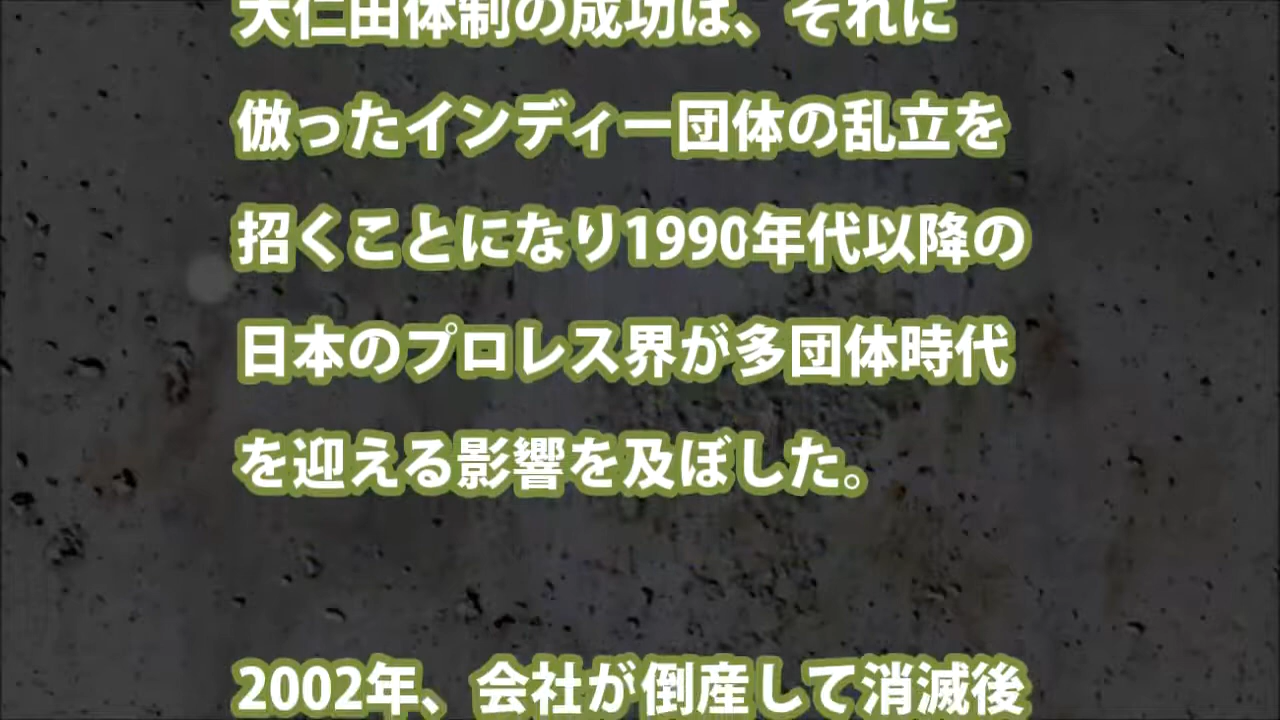 大仁田体制の成功は、それに
倣ったインディー団体の乱立を
招くことになり1990年代以降の
日本のプロレス界が多団体時代
を迎える影響を及ぼした。
2002年、会社が倒産して消滅後